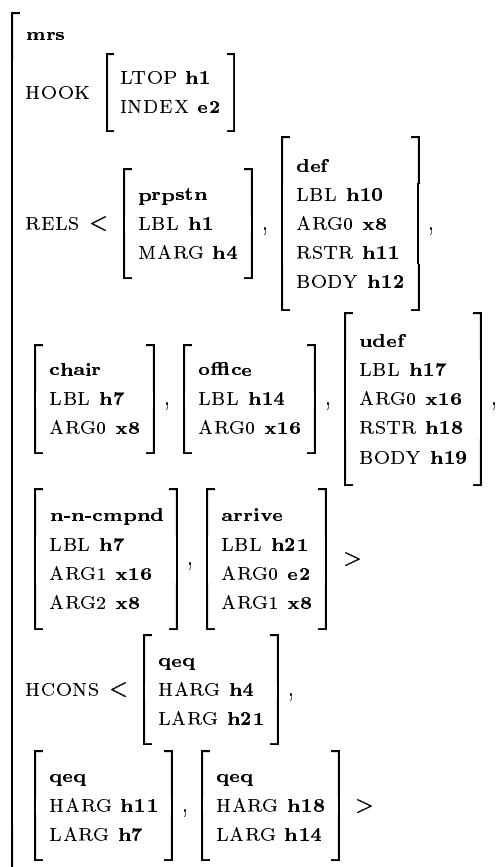 mrs
HOOK LTOP h1
INDEX e2
RELS < prpstn
LBL h1
MARG h4 ,
def
LBL h10
ARG0 x8
RSTR h11
BODY h12 ,
chair
LBL h7
ARG0 x8 ,
office
LBL h14
ARG0 x16 ,
udef
LBL h17
ARG0 x16
RSTR h18
BODY h19 ,
n-n-cmpnd
LBL h7
ARG1 x16
ARG2 x8 ,
arrive
LBL h21
ARG0 e2
ARG1 x8 >
HCONS < qeq
HARG h4
LARG h21 ,
qeq
HARG h11
LARG h7 ,
qeq
HARG h18
LARG h14 >